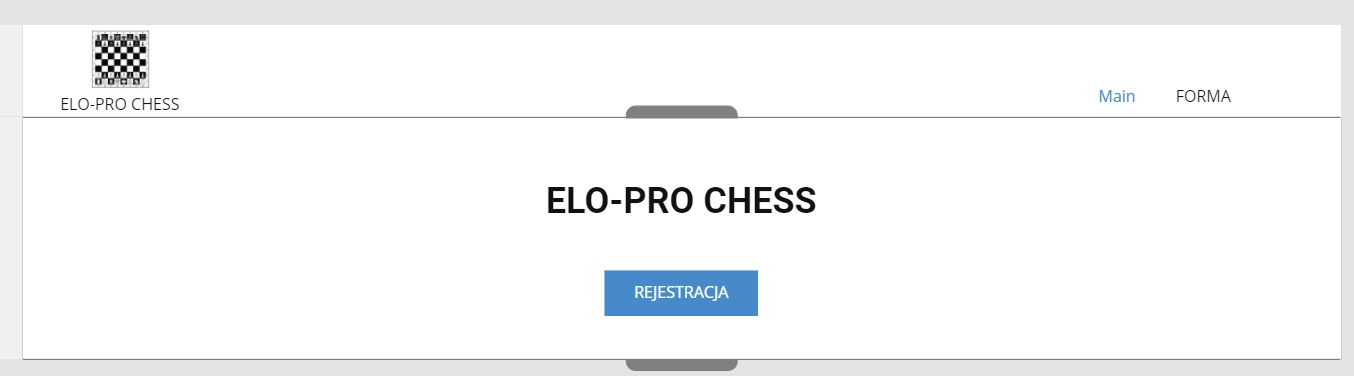 ELO-PRO CHESS
Main
FORMA
ELO-PRO CHESS
REJESTRACJA